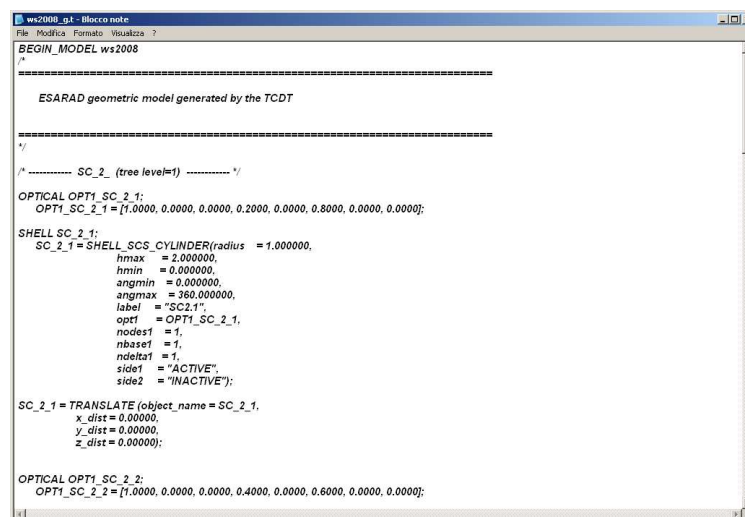 ws2008_g.t - Blocco note
File Modifica Formato Visualizza ?
BEGIN_MODEL ws2008
/*
=========================================================================
ESARAD geometric model generated by the TCDT
=========================================================================
*/
/* ------------ SC_2_ (tree level=1) ------------ */
OPTICAL OPT1_SC_2_1;
OPT1_SC_2_1 = [1.0000, 0.0000, 0.0000, 0.2000, 0.0000, 0.8000, 0.0000, 0.0000];
SHELL SC_2_1;
SC_2_1 = SHELL_SCS_CYLINDER(radius = 1.000000,
hmax = 2.000000,
hmin = 0.000000,
angmin = 0.000000,
angmax = 360.000000,
label = "SC2.1",
opt1 = OPT1_SC_2_1,
nodes1 = 1,
nbase1 = 1,
ndelta1 = 1,
side1 = "ACTIVE",
side2 = "INACTIVE");
SC_2_1 = TRANSLATE (object_name = SC_2_1,
x_dist = 0.00000,
y_dist = 0.00000,
z_dist = 0.00000);
OPTICAL OPT1_SC_2_2;
OPT1_SC_2_2 = [1.0000, 0.0000, 0.0000, 0.4000, 0.0000, 0.6000, 0.0000, 0.0000];